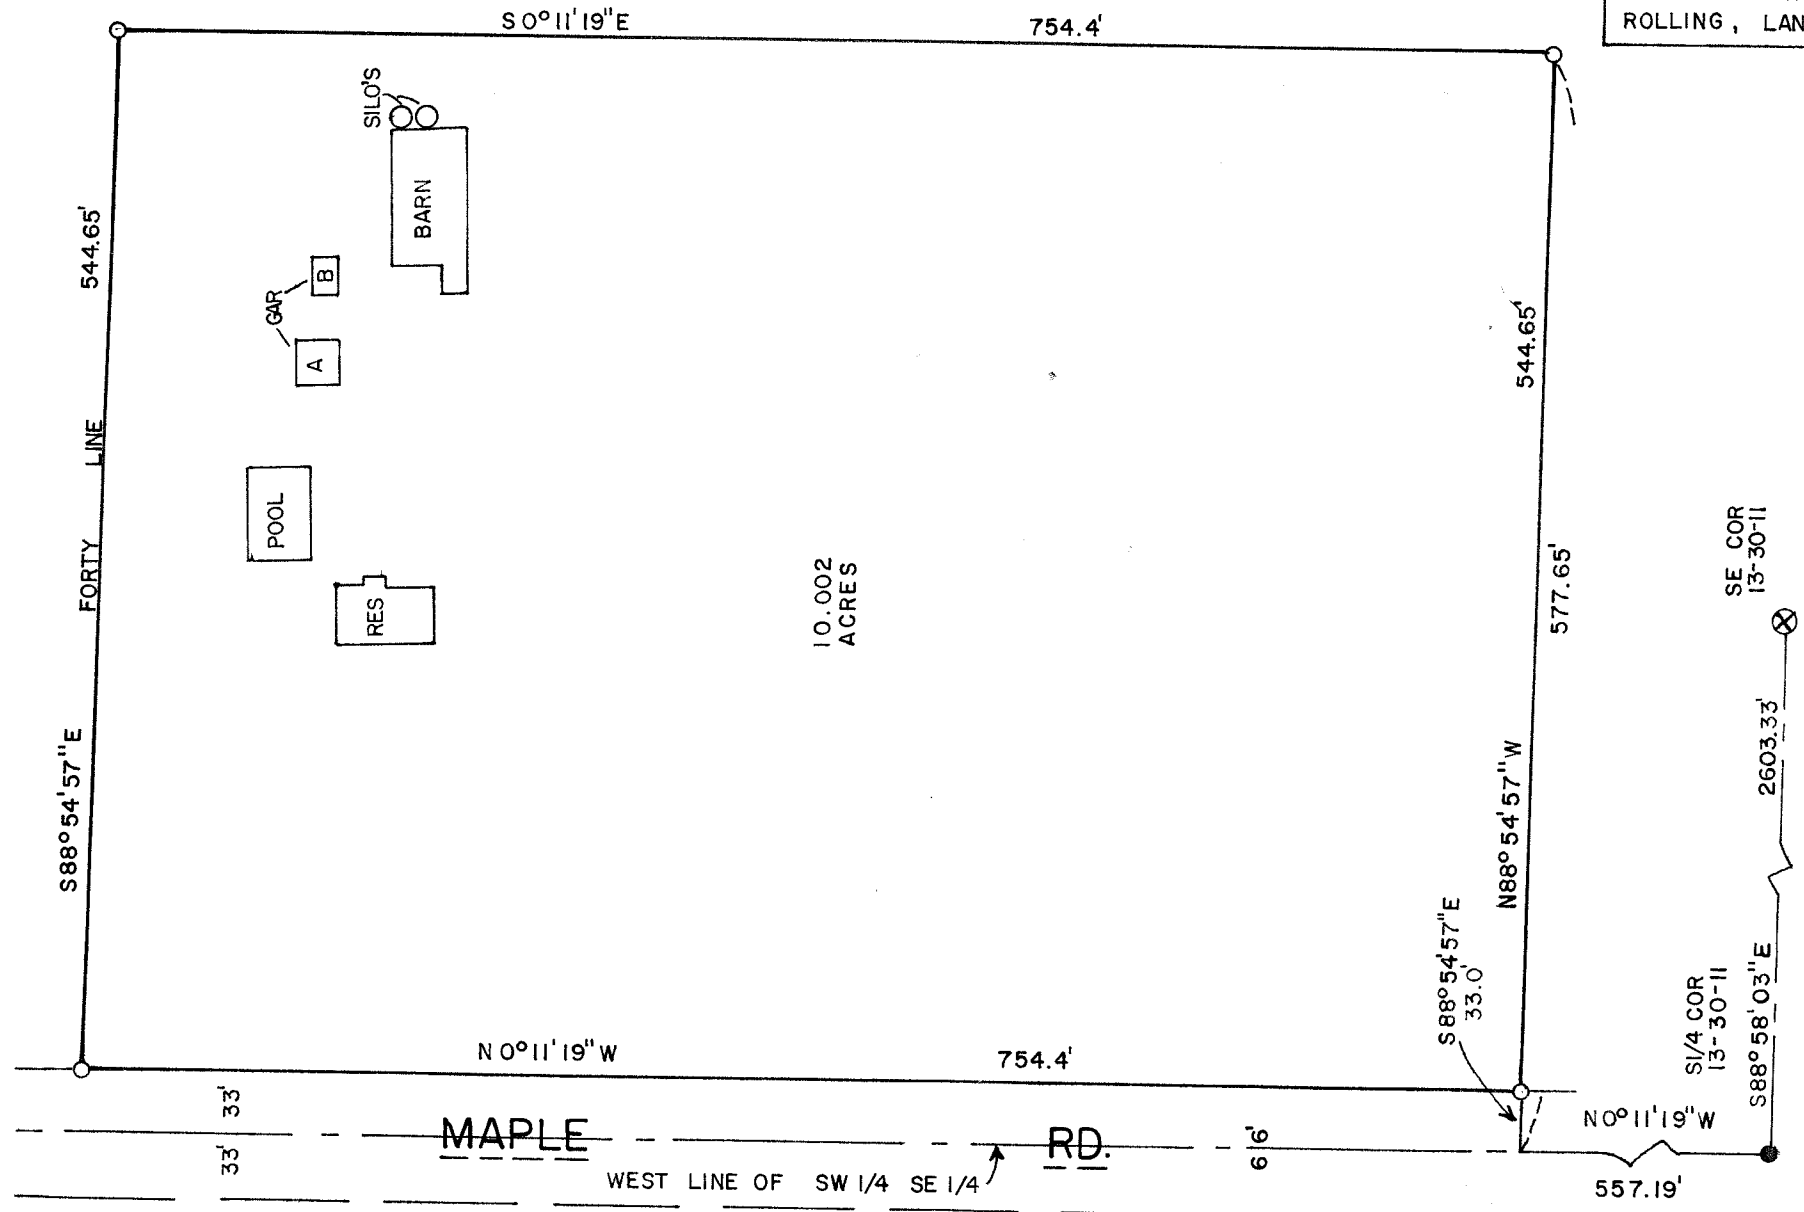 ROLLING, LAN
S 0°11'19"E
754.4'
SILO'S
BARN
544.65'
GAR
B
A
FORTY LINE
POOL
RES
S88°54'57"E
10.002
ACRES
544.65'
577.65'
N88°54'57"W
SE COR
13-30-11
2603.33'
S88°58'03"E
S1/4 COR
13-30-11
S88°54'57"E
33.0'
N 0°11'19"W
754.4'
33'
33'
MAPLE RD.
6'
6
WEST LINE OF SW 1/4 SE 1/4
N 0°11'19"W
557.19'